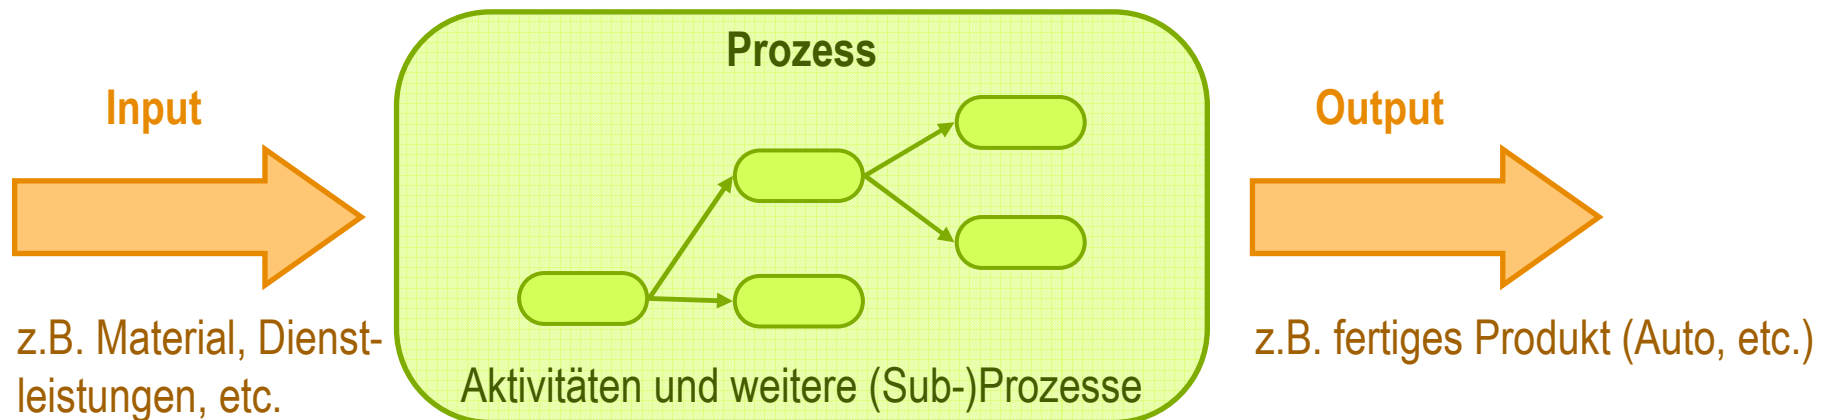 Input
z.B. Material, Dienst-
leistungen, etc.
Prozess
Aktivitäten und weitere (Sub-)Prozesse
Output
z.B. fertiges Produkt (Auto, etc.)